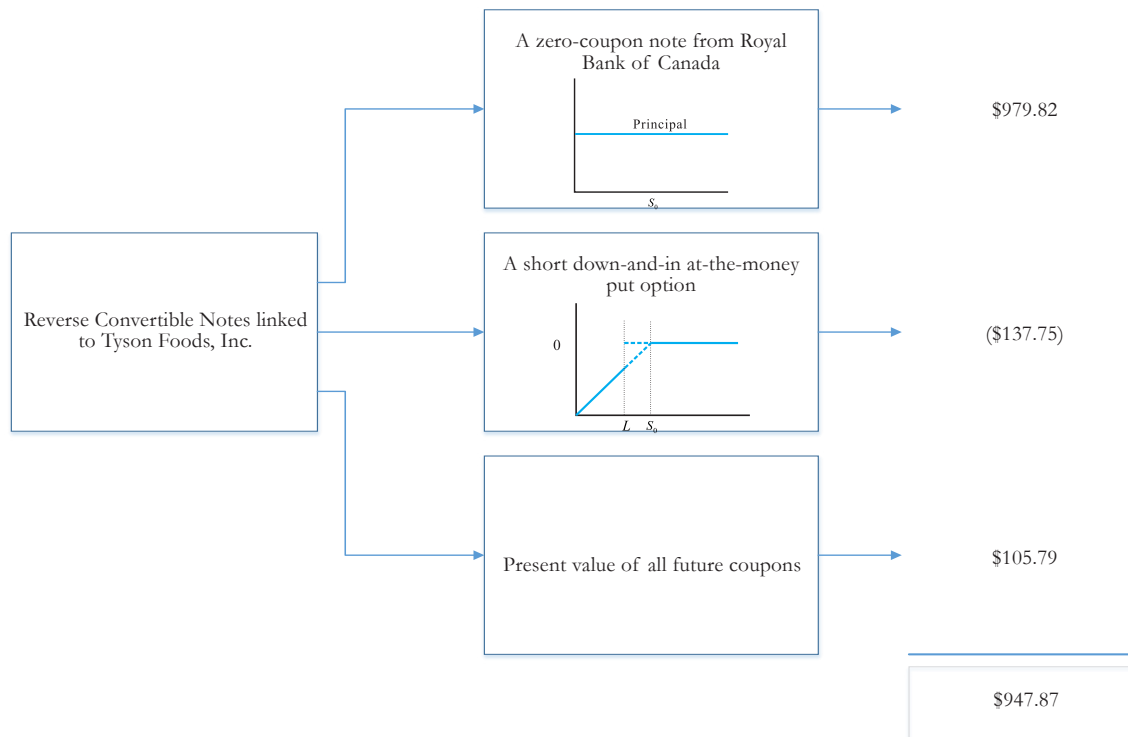 A zero-coupon note from Royal
Bank of Canada
Principal
S₀
$979.82
Reverse Convertible Notes linked
to Tyson Foods, Inc.
A short down-and-in at-the-money
put option
0
L S₀
($137.75)
Present value of all future coupons
$105.79
$947.87